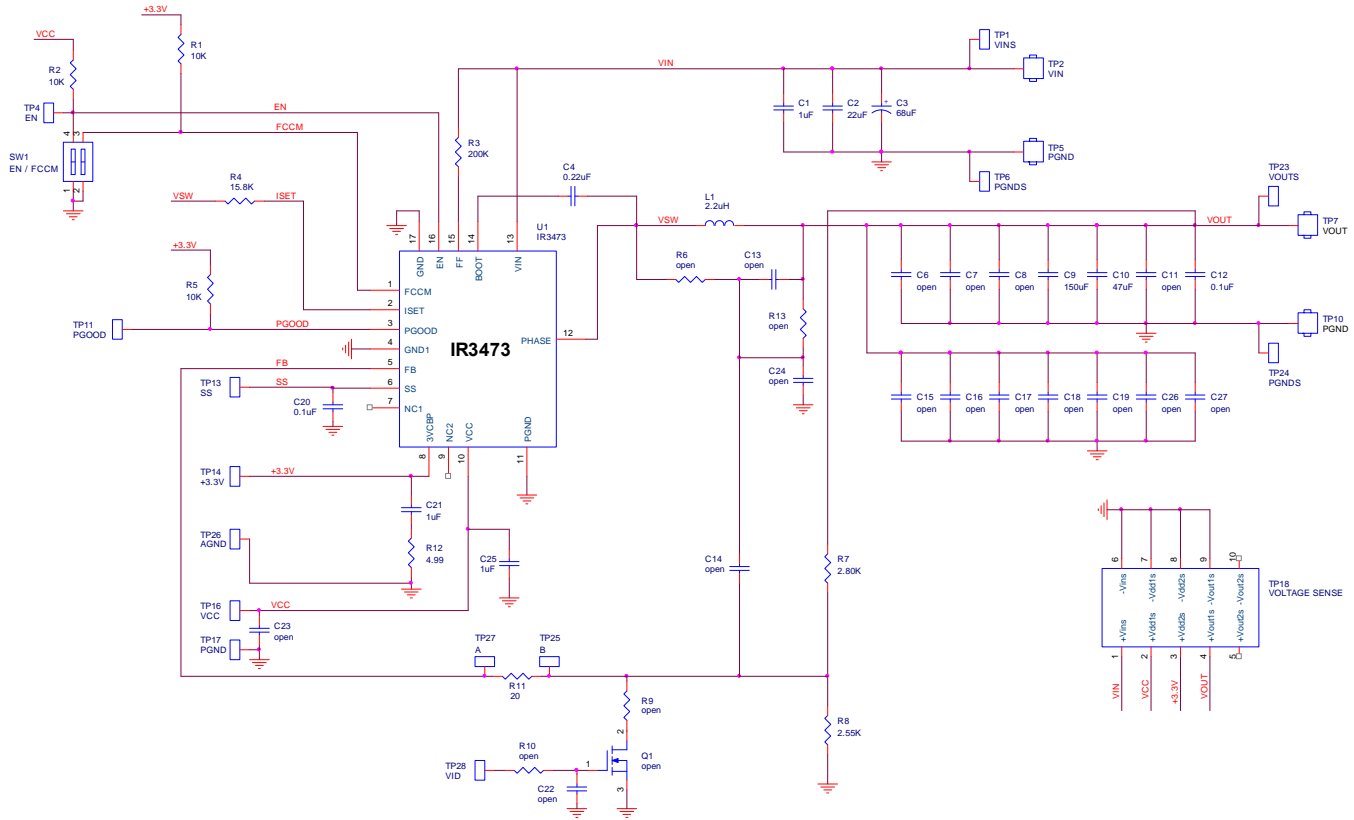 +3.3V
VCC
R1
10K
R2
10K
TP4
EN
EN
FCCM
4 3
SW1
EN / FCCM
1 2
R4
15.8K
VSW
ISET
+3.3V
R5
10K
TP11
PGOOD
PGOOD
FB
TP13
SS
SS
C20
0.1uF
VIN
R3
200K
C4
0.22uF
U1
IR3473
17 16 15 14 13
GND EN FF BOOT VIN
1 FCCM
2 ISET
3 PGOOD
4 GND1
5 FB
6 SS
7 NC1
IR3473
PHASE 12
3VCBP NC2 VCC PGND
8 9 10 11
TP1
VINS
TP2
VIN
C1
1uF
C2
22uF
+
C3
68uF
TP5
PGND
TP6
PGNDS
VSW
L1
2.2uH
R6
open
C13
open
R13
open
C24
open
TP23
VOUTS
VOUT
TP7
VOUT
C6
open
C7
open
C8
open
C9
150uF
C10
47uF
C11
open
C12
0.1uF
TP10
PGND
TP24
PGNDS
C15
open
C16
open
C17
open
C18
open
C19
open
C26
open
C27
open
TP14
+3.3V
+3.3V
C21
1uF
TP26
AGND
R12
4.99
C25
1uF
TP16
VCC
VCC
C23
open
TP17
PGND
C14
open
R7
2.80K
TP27
A
TP25
B
R11
20
R9
open
2
R8
2.55K
TP28
VID
R10
open
1
Q1
open
C22
open
3
6 7 8 9 10
-Vins -Vdd1s -Vdd2s -Vout1s -Vout2s
+Vins +Vdd1s +Vdd2s +Vout1s +Vout2s
1 2 3 4 5
TP18
VOLTAGE SENSE
VIN VCC +3.3V VOUT